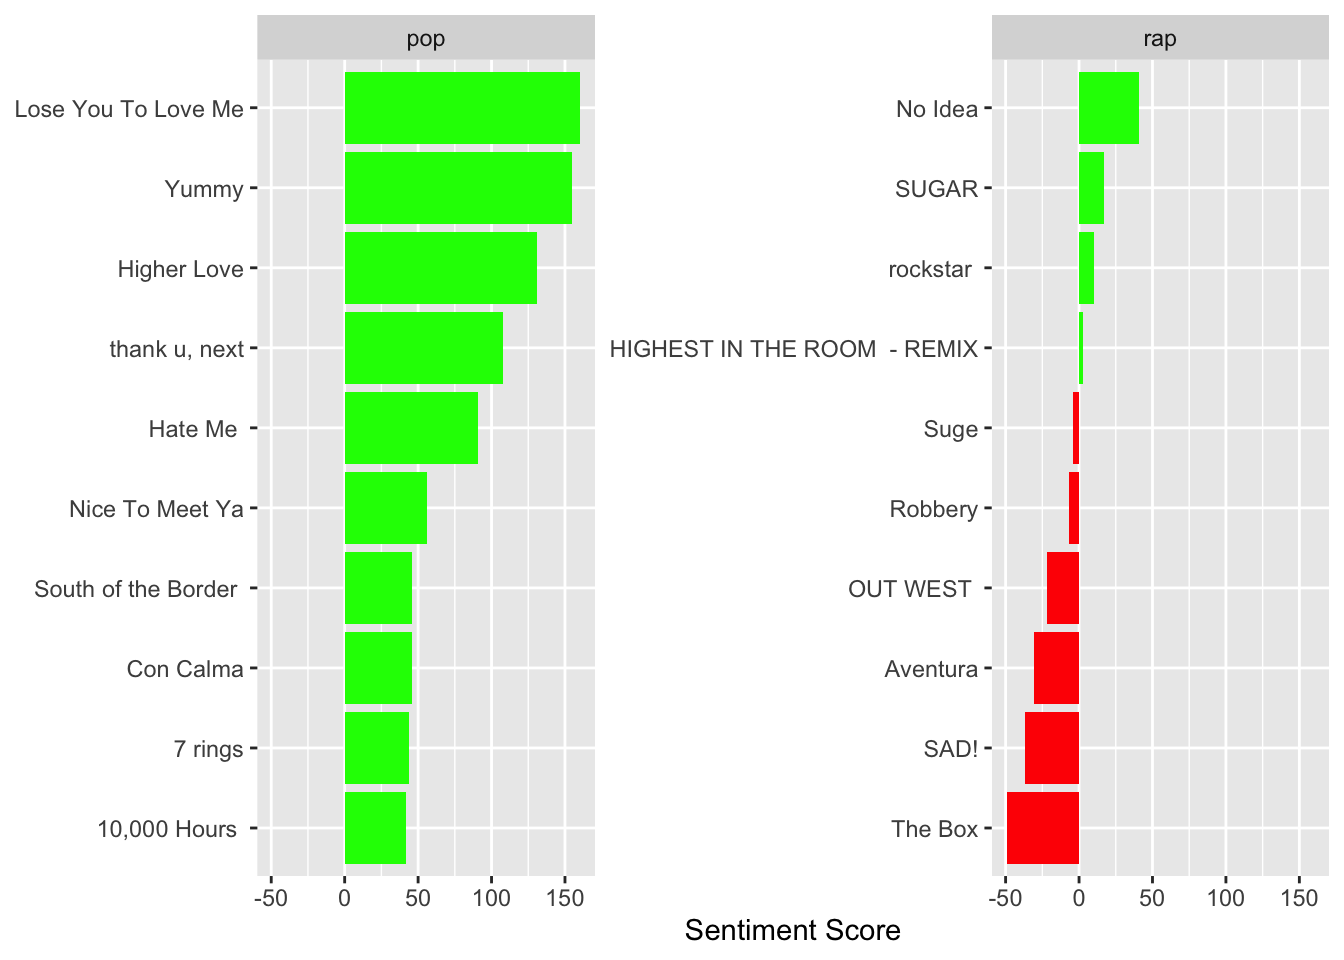 pop
Lose You To Love Me
Yummy
Higher Love
thank u, next
Hate Me
Nice To Meet Ya
South of the Border
Con Calma
7 rings
10,000 Hours
-50 0 50 100 150
rap
No Idea
SUGAR
rockstar
HIGHEST IN THE ROOM  - REMIX
Suge
Robbery
OUT WEST
Aventura
SAD!
The Box
-50 0 50 100 150
Sentiment Score